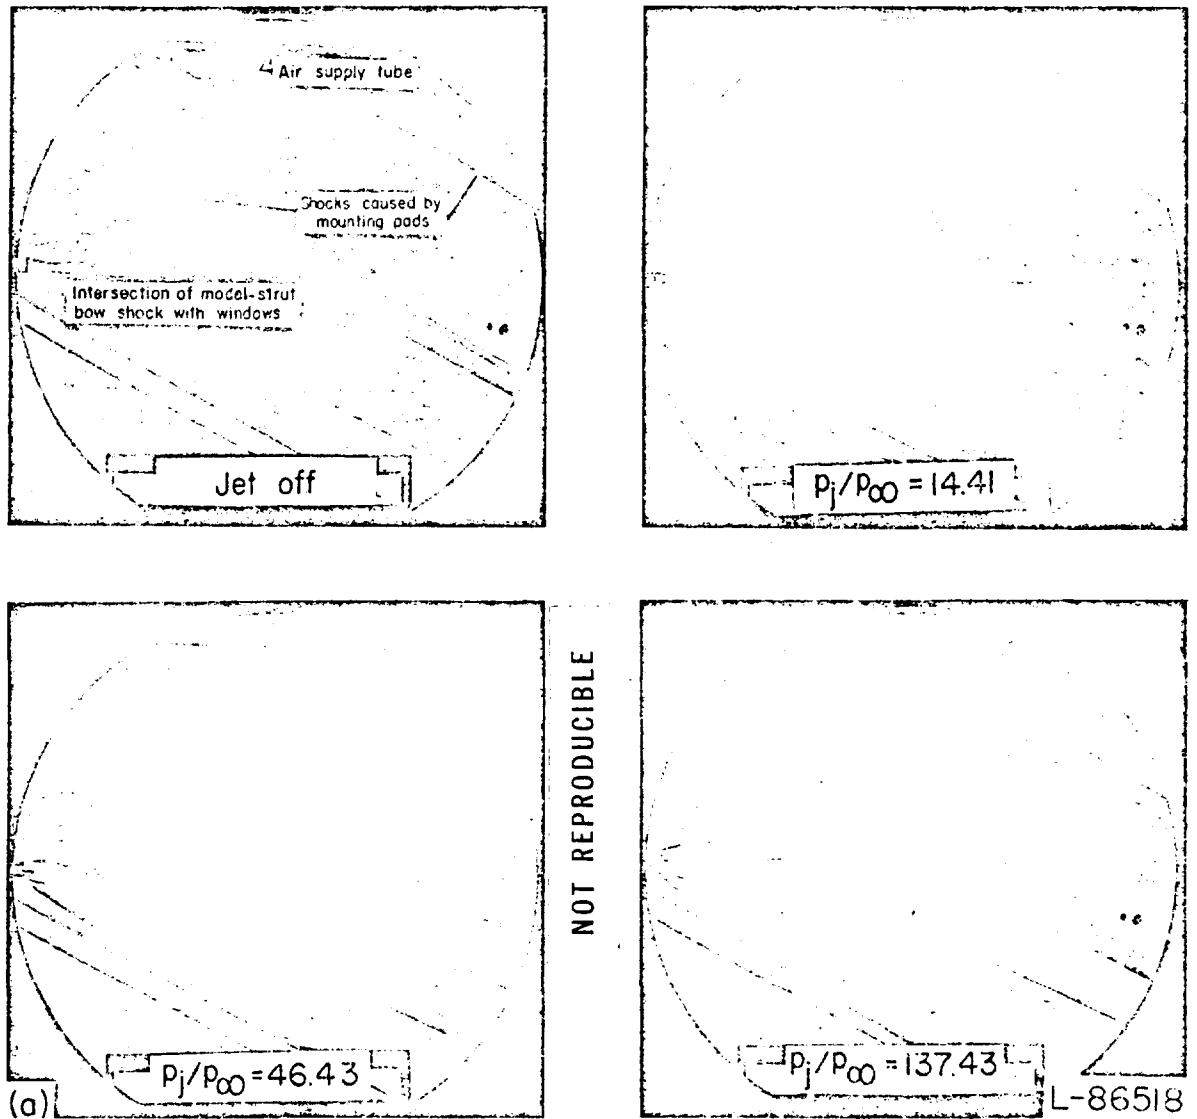 Air supply tube
Shocks caused by
mounting pads
Intersection of model-strut
bow shock with windows
Jet off
pj/p∞ = 14.41
NOT REPRODUCIBLE
pj/p∞ = 46.43
pj/p∞ = 137.43
(a)
L-86518